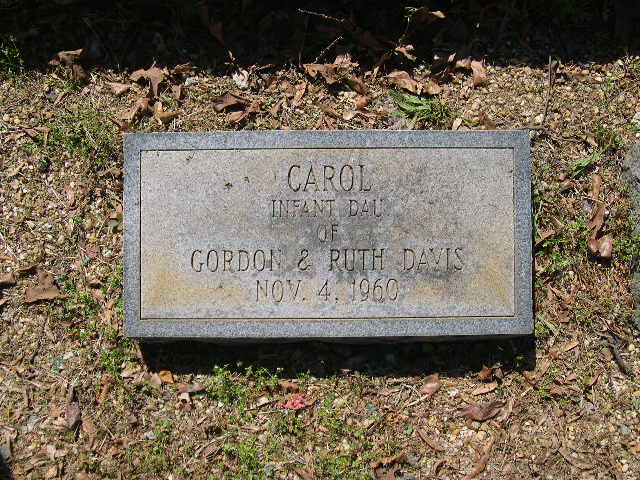 CAROL
INFANT DAU
OF
GORDON & RUTH DAVIS
NOV. 4, 1960